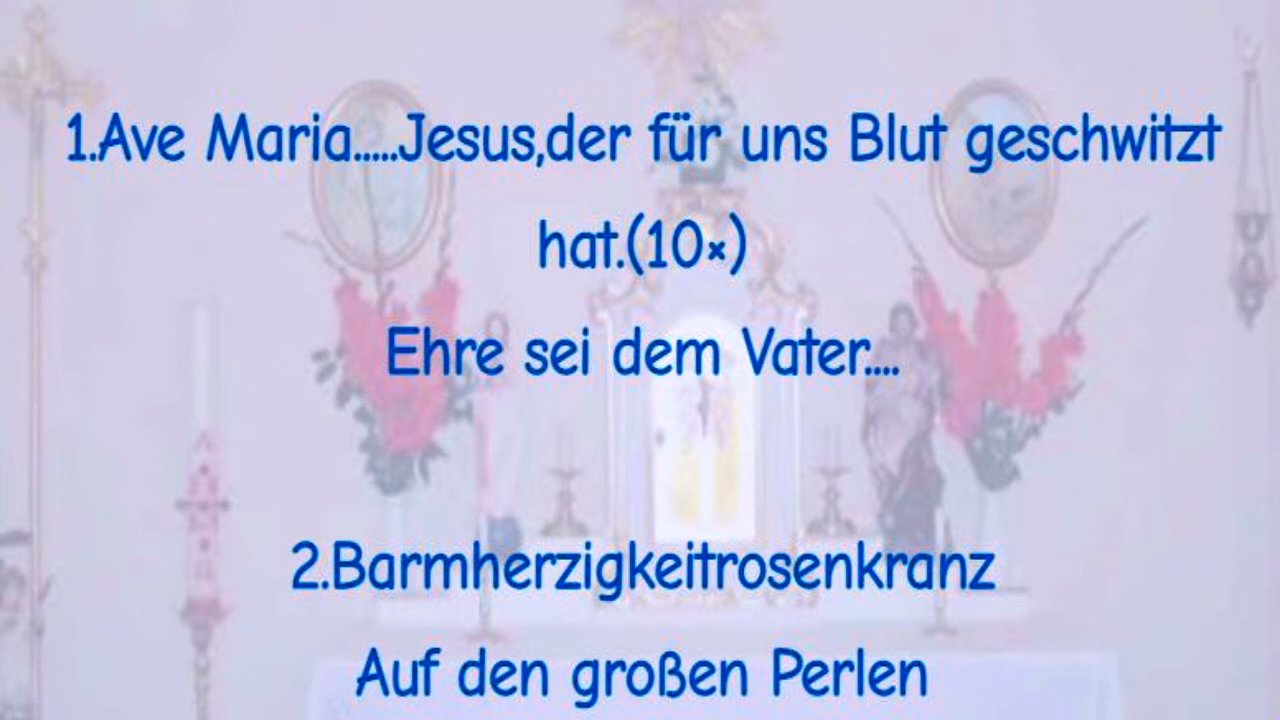 1.Ave Maria.....Jesus,der für uns Blut geschwitzt
hat.(10×)
Ehre sei dem Vater....
2.Barmherzigkeitrosenkranz
Auf den großen Perlen